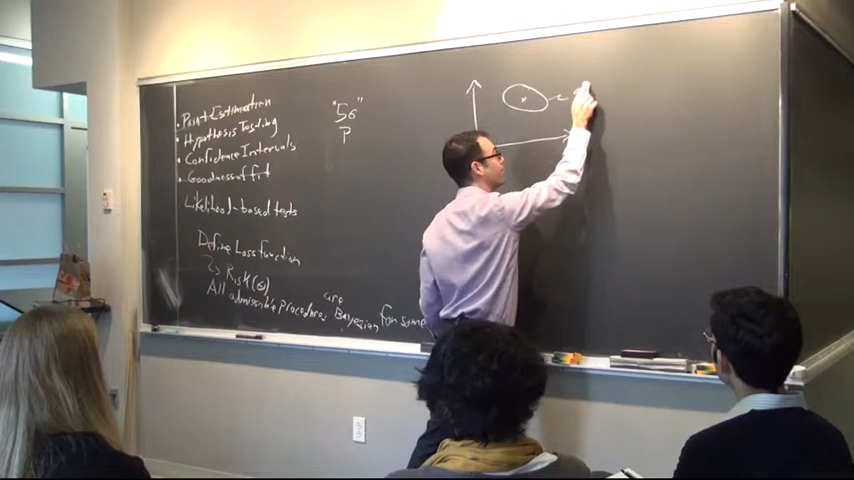 • Point Estimation
• Hypothesis Testing
• Confidence Intervals
• Goodness of fit
Likelihood-based tests
Define Loss function
Risk(θ)
All admissible procedures are Bayesian for some
"5σ"
P